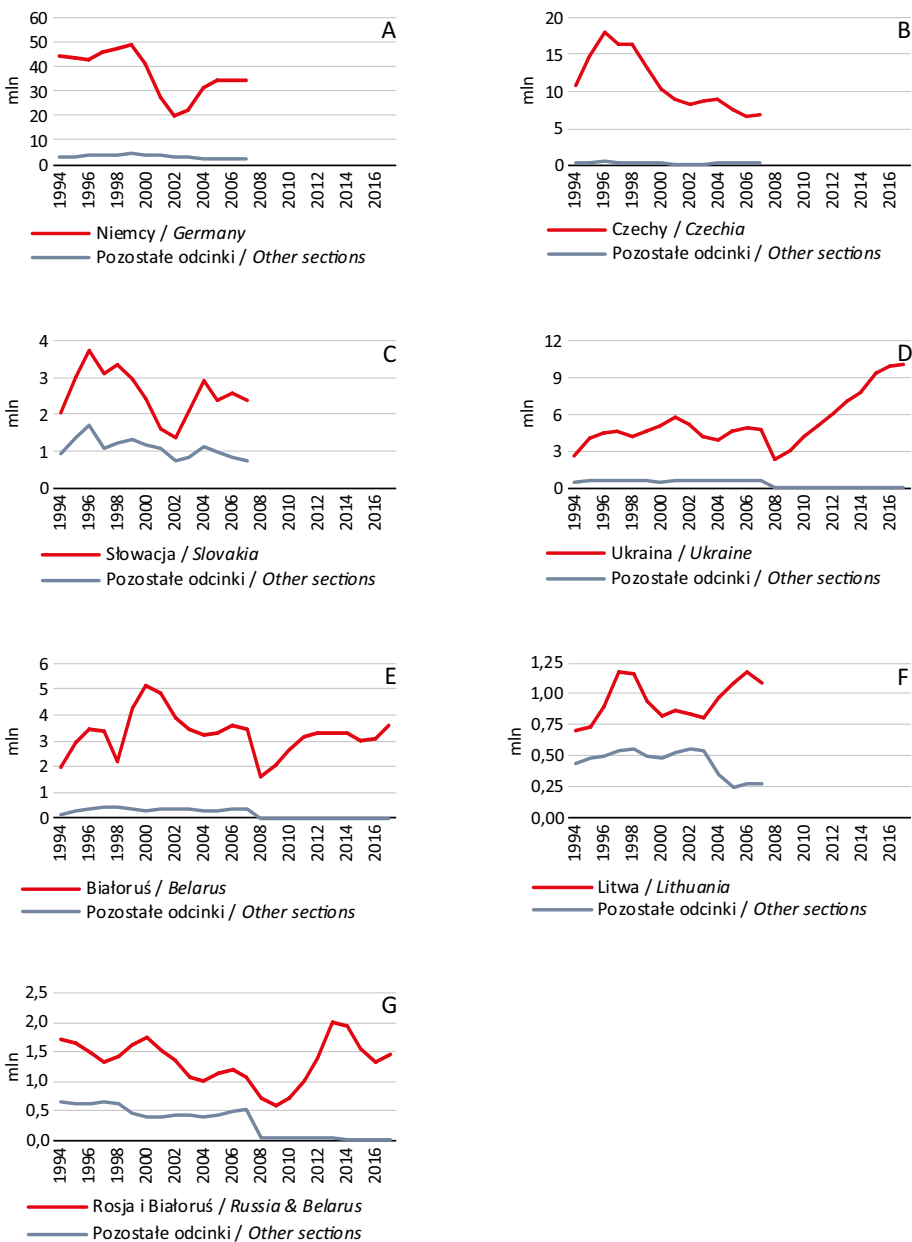 A
60
50
40
30
20
10
0
mln
1994 1996 1998 2000 2002 2004 2006 2008 2010 2012 2014 2016
Niemcy / Germany
Pozostałe odcinki / Other sections
B
20
15
10
5
0
mln
1994 1996 1998 2000 2002 2004 2006 2008 2010 2012 2014 2016
Czechy / Czechia
Pozostałe odcinki / Other sections
C
4
3
2
1
0
mln
1994 1996 1998 2000 2002 2004 2006 2008 2010 2012 2014 2016
Słowacja / Slovakia
Pozostałe odcinki / Other sections
D
12
9
6
3
0
mln
1994 1996 1998 2000 2002 2004 2006 2008 2010 2012 2014 2016
Ukraina / Ukraine
Pozostałe odcinki / Other sections
E
6
5
4
3
2
1
0
mln
1994 1996 1998 2000 2002 2004 2006 2008 2010 2012 2014 2016
Białoruś / Belarus
Pozostałe odcinki / Other sections
F
1,25
1,00
0,75
0,50
0,25
0,00
mln
1994 1996 1998 2000 2002 2004 2006 2008 2010 2012 2014 2016
Litwa / Lithuania
Pozostałe odcinki / Other sections
G
2,5
2,0
1,5
1,0
0,5
0,0
mln
1994 1996 1998 2000 2002 2004 2006 2008 2010 2012 2014 2016
Rosja i Białoruś / Russia & Belarus
Pozostałe odcinki / Other sections